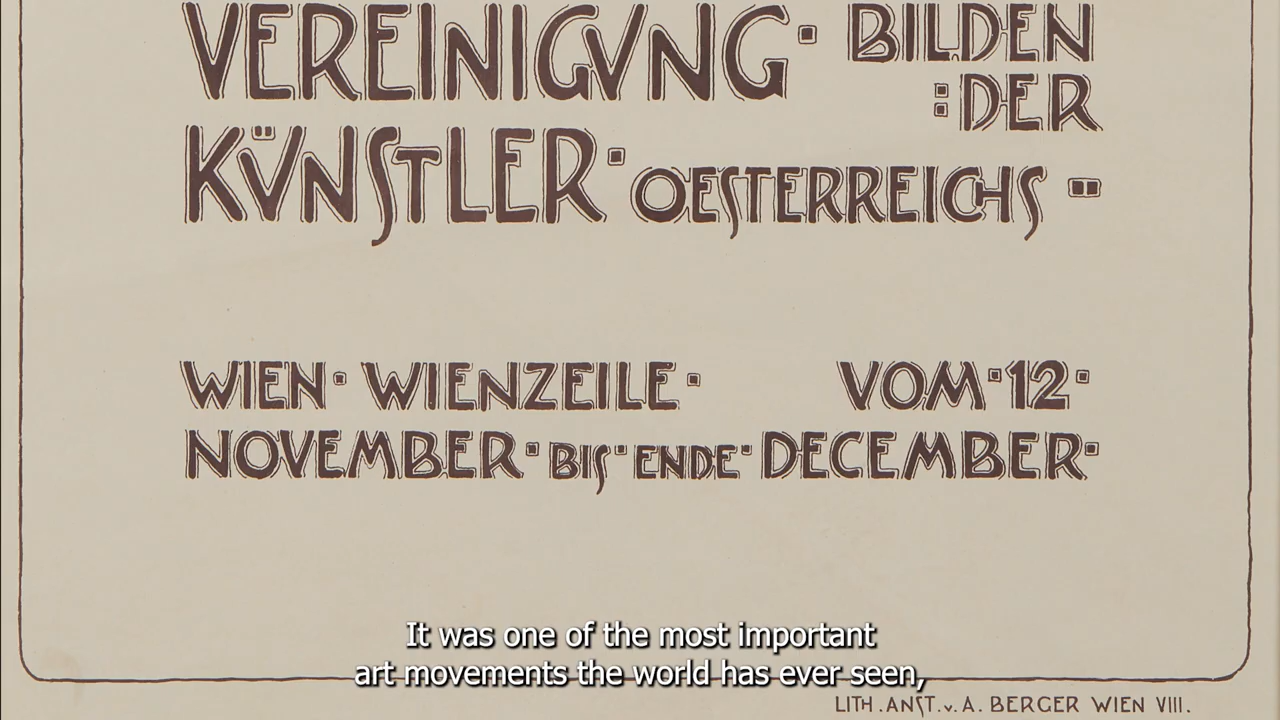 VEREINIGVNG · BILDEN
:DER
KÜNSTLER · OESTERREICHS
WIEN · WIENZEILE · VOM · 12 ·
NOVEMBER · BIS · ENDE · DECEMBER ·
It was one of the most important
art movements the world has ever seen,
LITH. ANST. v. A. BERGER WIEN VIII.